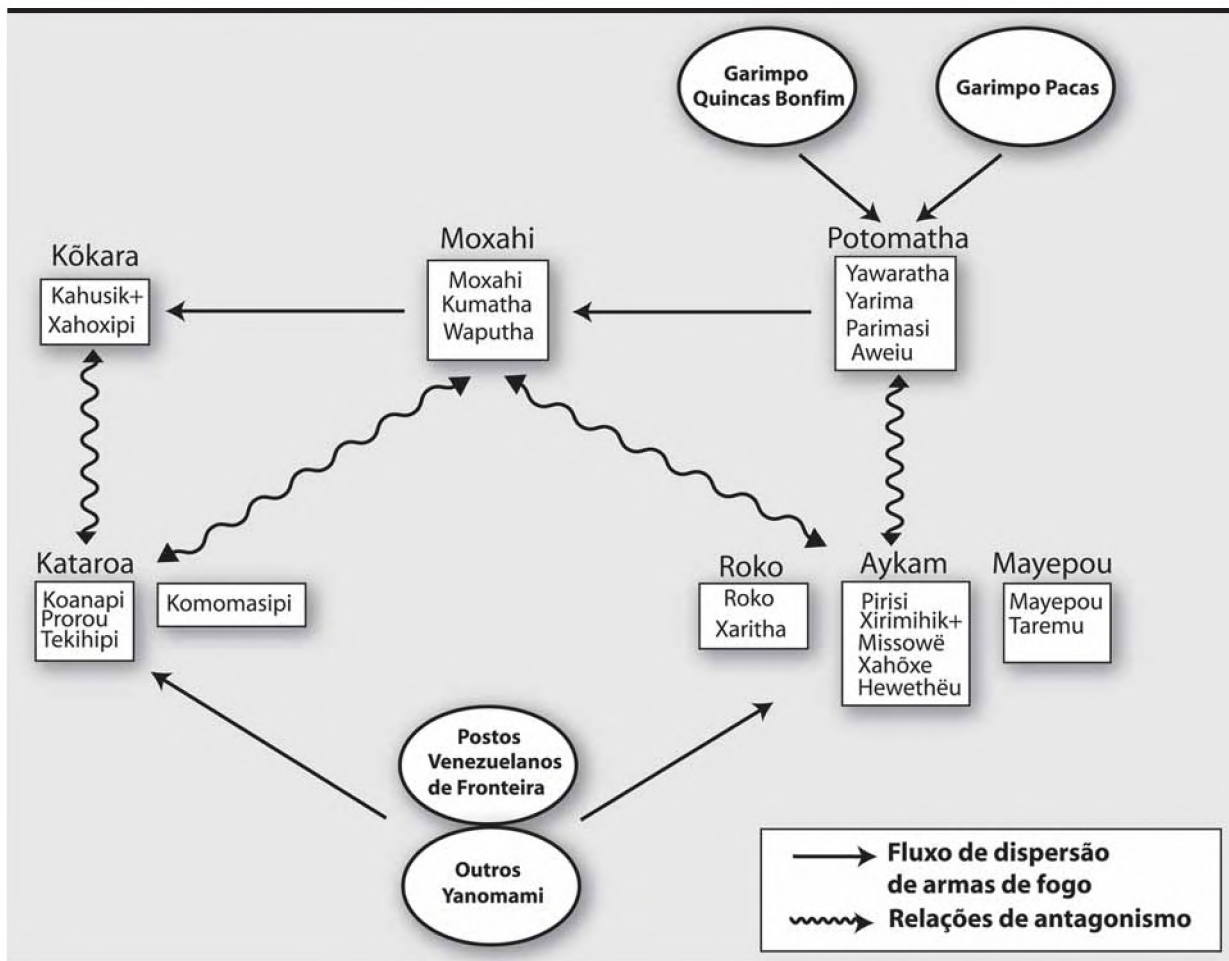 Garimpo
Quincas Bonfim
Garimpo Pacas
Kõkara
Kahusik+
Xahoxipi
Moxahi
Moxahi
Kumatha
Waputha
Potomatha
Yawaratha
Yarima
Parimasi
Aweiu
Kataroa
Koanapi
Prorou
Tekihipi
Komomasipi
Roko
Roko
Xaritha
Aykam
Pirisi
Xirimihik+
Missowë
Xahõxe
Hewethëu
Mayepou
Mayepou
Taremu
Postos
Venezuelanos
de Fronteira
Outros
Yanomami
Fluxo de dispersão
de armas de fogo
Relações de antagonismo